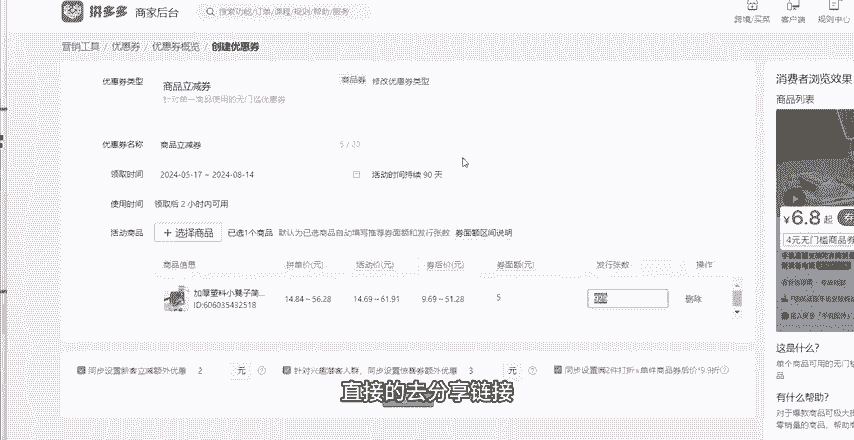 拼多多 商家后台
搜索功能/订单/课程/规则/帮助/服务
跨境/买菜 客户端 规则中心
营销工具 / 优惠券 / 优惠券概览 / 创建优惠券
优惠券类型 商品立减券 商品券 修改优惠券类型
针对单一商品使用的无门槛优惠券
优惠券名称 商品立减券 5 / 30
领取时间 2024-05-17 ~ 2024-08-14 活动时间持续 90 天
使用时间 领取后 2 小时内可用
活动商品 + 选择商品 已选1个商品 默认为已选商品自动填写推荐券面额和发行张数 券面额区间说明
商品信息 拼单价(元) 活动价(元) 券后价(元) 券面额(元) 发行张数 操作
加厚塑料小凳子简...
ID:606035432518
14.84 ~ 56.28 14.69 ~ 61.91 9.69 ~ 51.28 5 删除
同步设置新客立减额外优惠 2 元 针对兴趣游客人群，同步设置惊喜券额外优惠 3 元 同步设置满2件打折
直接的去分享链接
消费者浏览效果
商品列表
¥6.8起
4元无门槛商品券
这是什么？
单个商品可用的无门槛
品
有什么帮助？
对于爆款商品可极大提
零销量的商品，帮助商